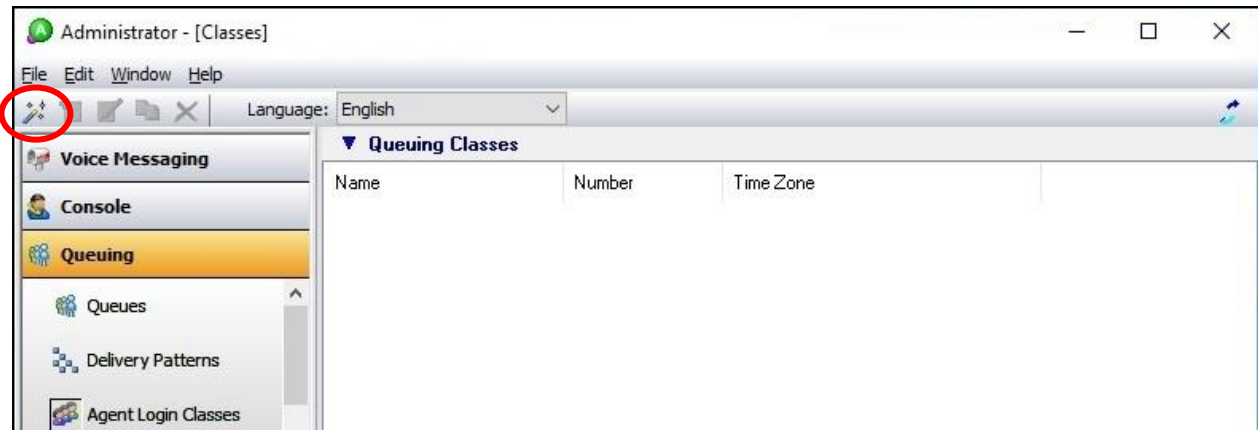 Administrator - [Classes]
File Edit Window Help
Language: English
Voice Messaging
Console
Queuing
Queues
Delivery Patterns
Agent Login Classes
Queuing Classes
Name Number Time Zone